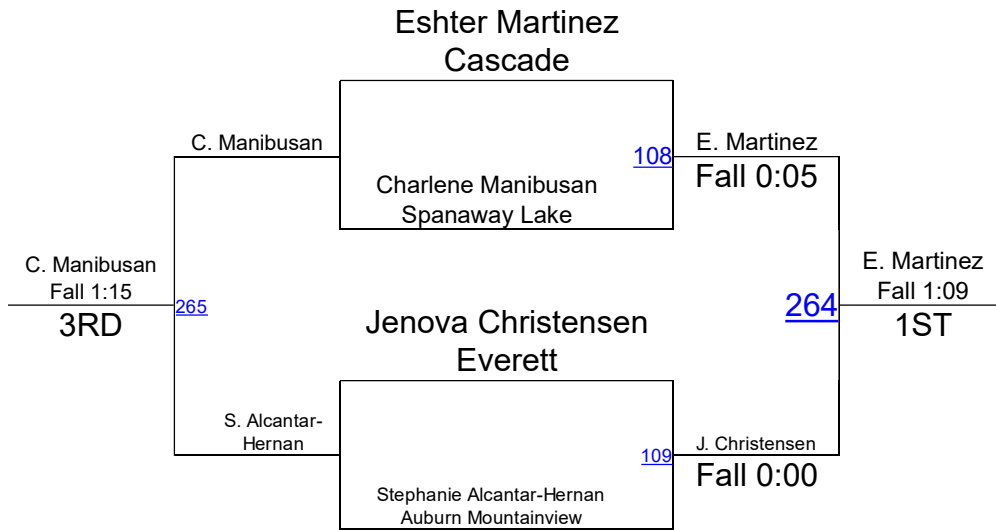 Eshter Martinez
Cascade
C. Manibusan
108
E. Martinez
Fall 0:05
Charlene Manibusan
Spanaway Lake
C. Manibusan
Fall 1:15
3RD
265
264
E. Martinez
Fall 1:09
1ST
Jenova Christensen
Everett
S. Alcantar-
Hernan
109
J. Christensen
Fall 0:00
Stephanie Alcantar-Hernan
Auburn Mountainview